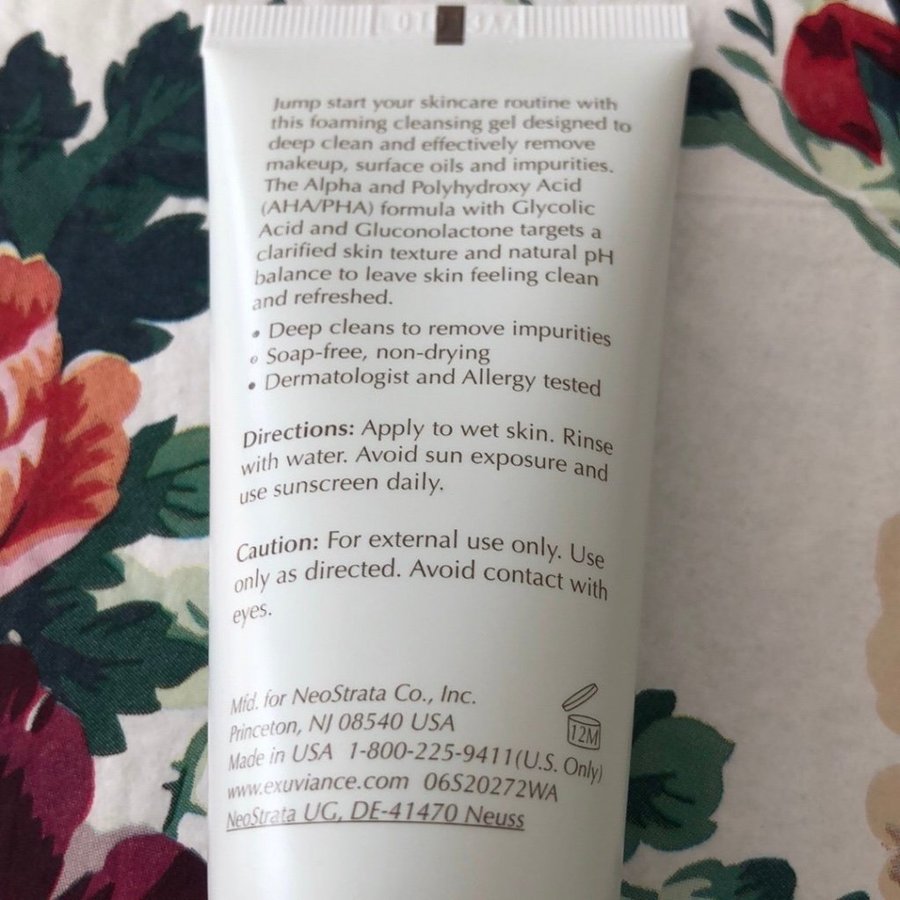 Jump start your skincare routine with
this foaming cleansing gel designed to
deep clean and effectively remove
makeup, surface oils and impurities.
The Alpha and Polyhydroxy Acid
(AHA/PHA) formula with Glycolic
Acid and Gluconolactone targets a
clarified skin texture and natural pH
balance to leave skin feeling clean
and refreshed.
• Deep cleans to remove impurities
• Soap-free, non-drying
• Dermatologist and Allergy tested
Directions: Apply to wet skin. Rinse
with water. Avoid sun exposure and
use sunscreen daily.
Caution: For external use only. Use
only as directed. Avoid contact with
eyes.
Mfd. for NeoStrata Co., Inc.
Princeton, NJ 08540 USA
Made in USA 1-800-225-9411(U.S. Only)
www.exuviance.com 06S20272WA
NeoStrata UG, DE-41470 Neuss
12M